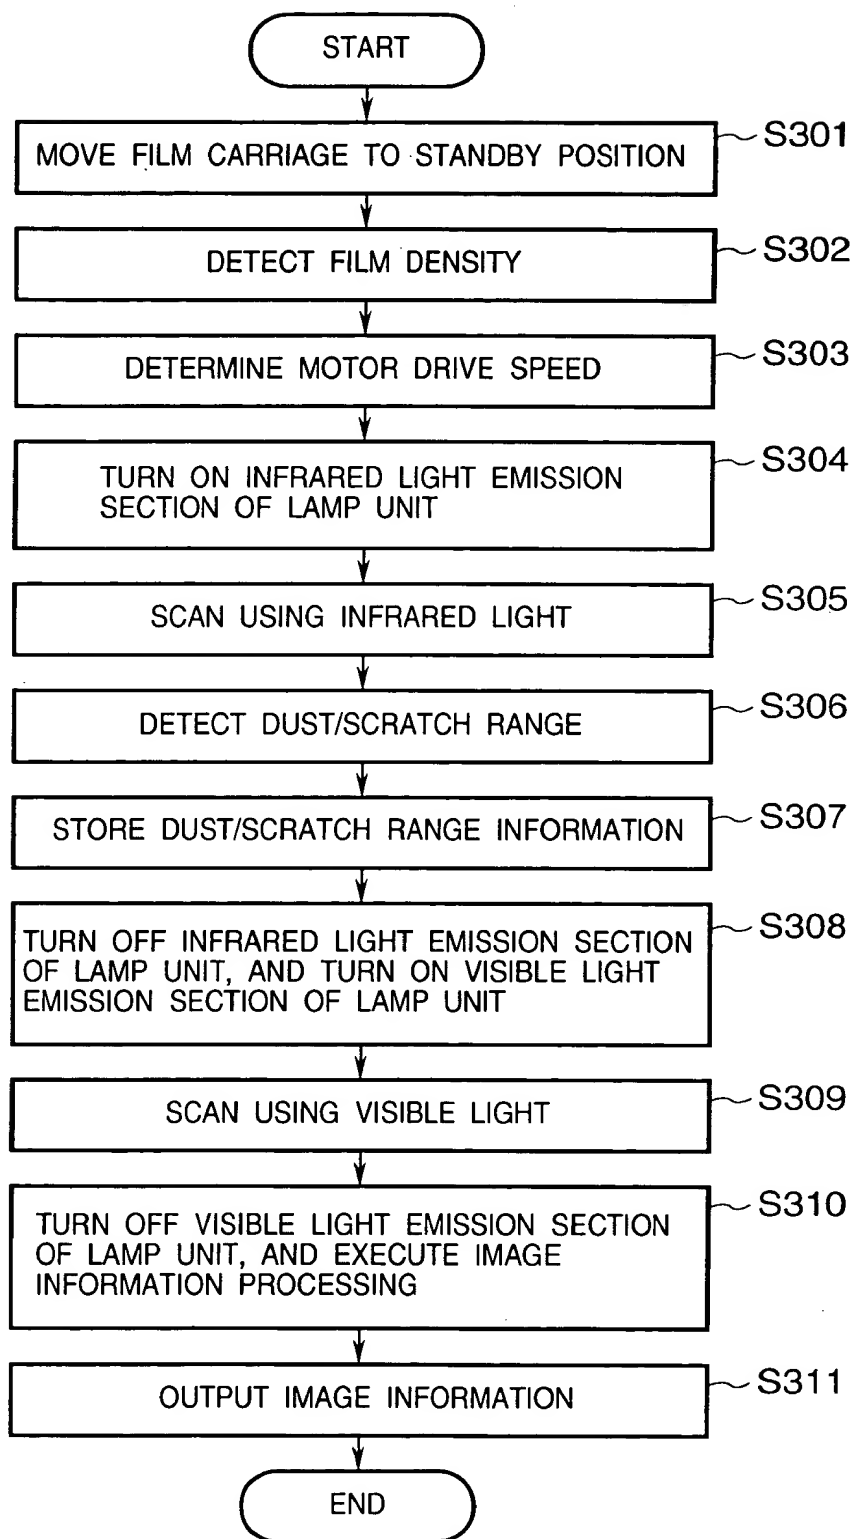 START
MOVE FILM CARRIAGE TO STANDBY POSITION
S301
DETECT FILM DENSITY
S302
DETERMINE MOTOR DRIVE SPEED
S303
TURN ON INFRARED LIGHT EMISSION
SECTION OF LAMP UNIT
S304
SCAN USING INFRARED LIGHT
S305
DETECT DUST/SCRATCH RANGE
S306
STORE DUST/SCRATCH RANGE INFORMATION
S307
TURN OFF INFRARED LIGHT EMISSION SECTION
OF LAMP UNIT, AND TURN ON VISIBLE LIGHT
EMISSION SECTION OF LAMP UNIT
S308
SCAN USING VISIBLE LIGHT
S309
TURN OFF VISIBLE LIGHT EMISSION SECTION
OF LAMP UNIT, AND EXECUTE IMAGE
INFORMATION PROCESSING
S310
OUTPUT IMAGE INFORMATION
S311
END